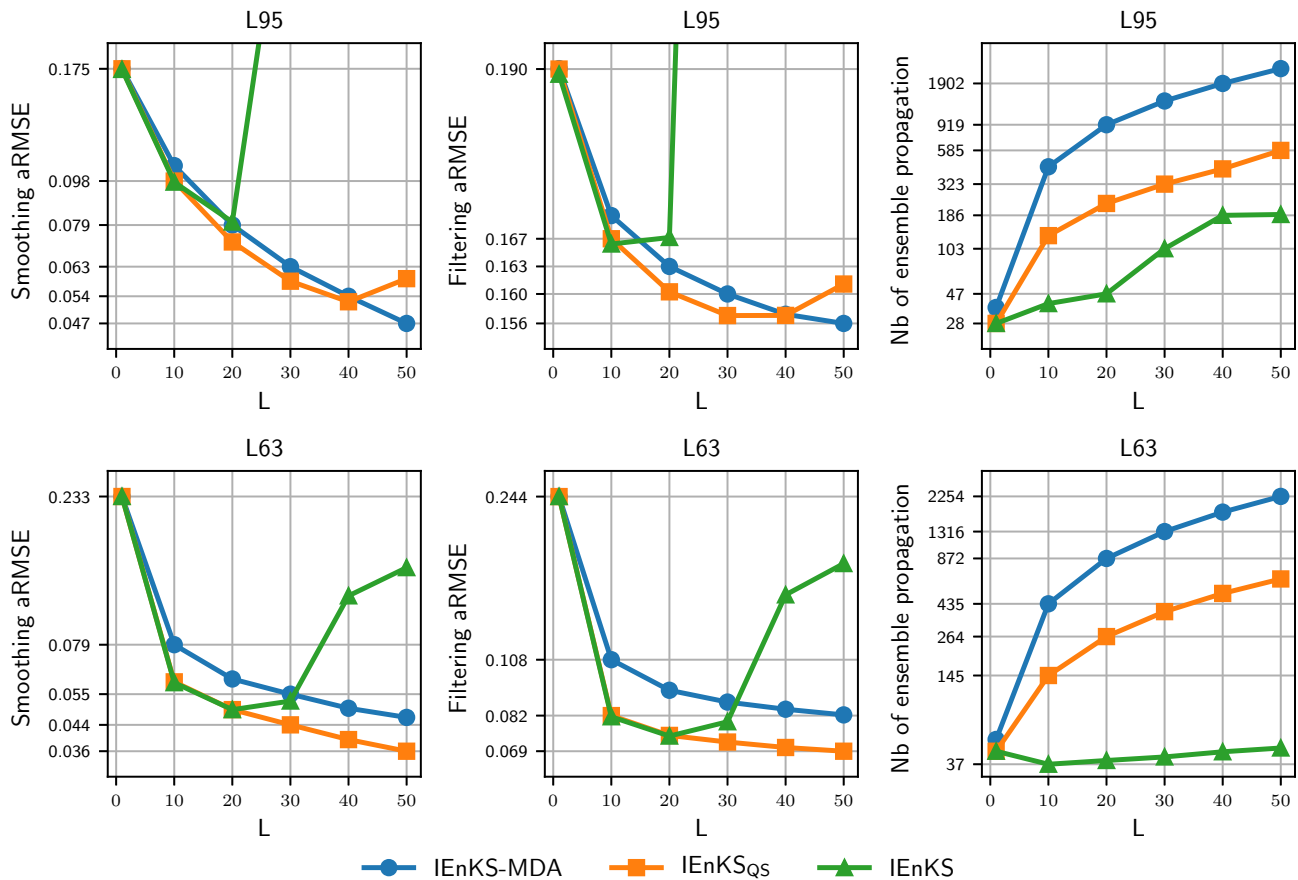 L95
Smoothing aRMSE
0.175
0.098
0.079
0.063
0.054
0.047
0 10 20 30 40 50
L
L95
Filtering aRMSE
0.190
0.167
0.163
0.160
0.156
0 10 20 30 40 50
L
L95
Nb of ensemble propagation
1902
919
585
323
186
103
47
28
0 10 20 30 40 50
L
L63
Smoothing aRMSE
0.233
0.079
0.055
0.044
0.036
0 10 20 30 40 50
L
L63
Filtering aRMSE
0.244
0.108
0.082
0.069
0 10 20 30 40 50
L
L63
Nb of ensemble propagation
2254
1316
872
435
264
145
37
0 10 20 30 40 50
L
IEnKS-MDA IEnKS_QS IEnKS